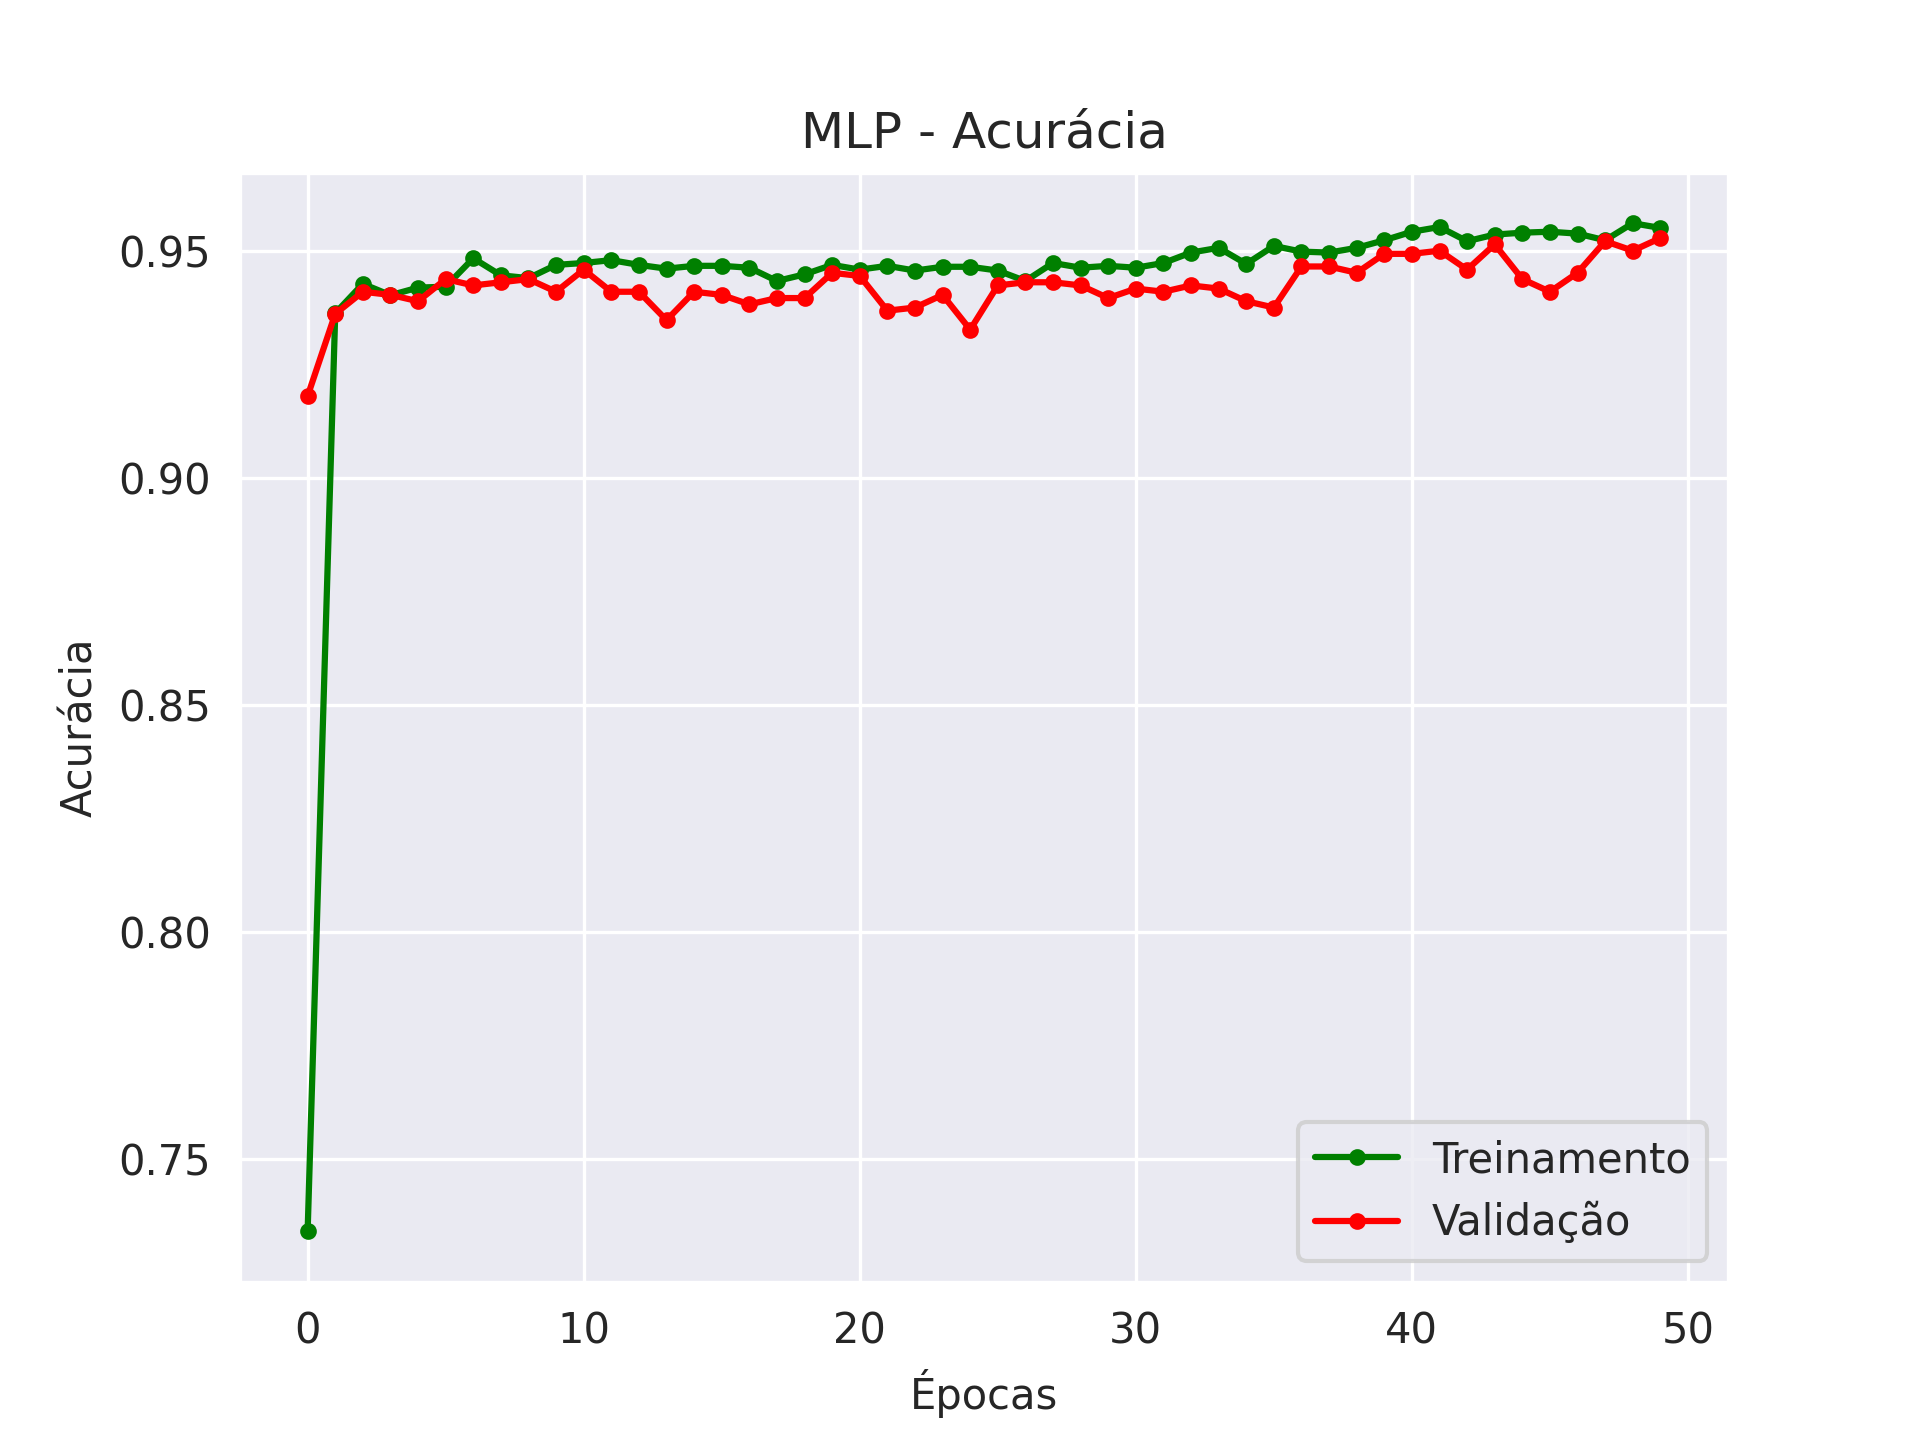 MLP - Acurácia
0.95
0.90
0.85
0.80
0.75
Acurácia
0 10 20 30 40 50
Épocas
Treinamento
Validação